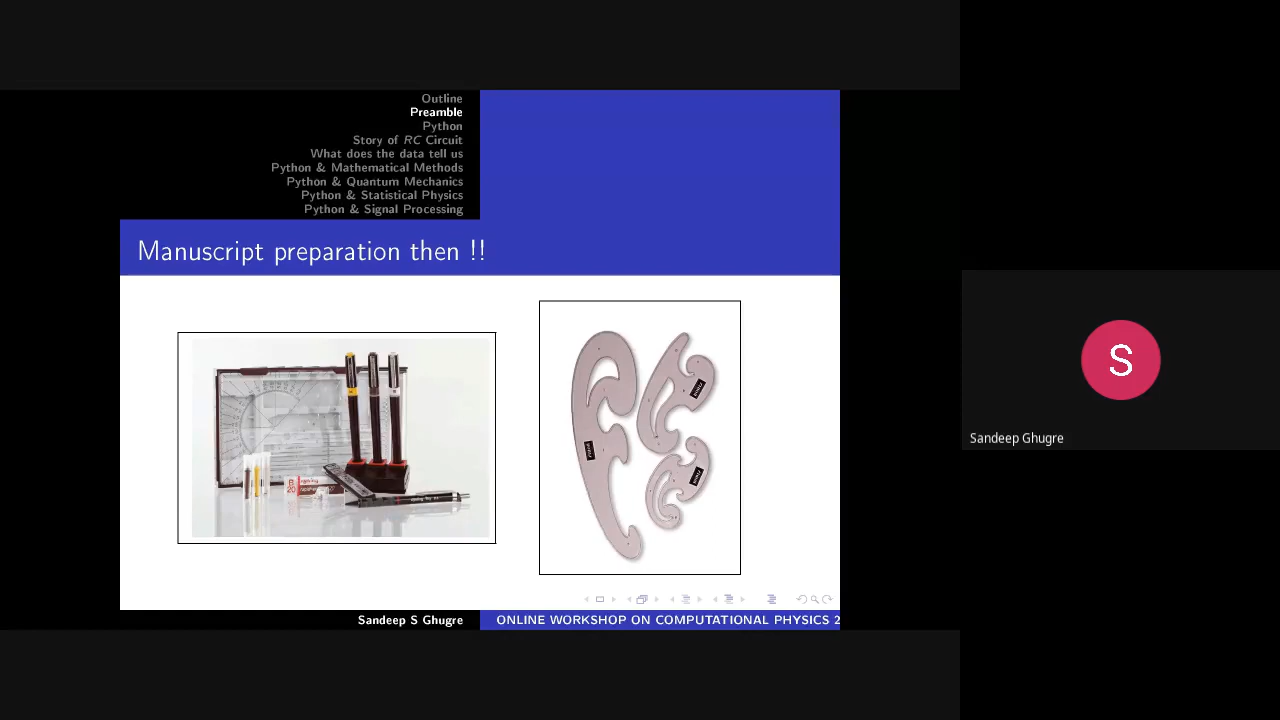 Outline
Preamble
Python
Story of RC Circuit
What does the data tell us
Python & Mathematical Methods
Python & Quantum Mechanics
Python & Statistical Physics
Python & Signal Processing
Manuscript preparation then !!
B
20
S
Sandeep Ghugre
Sandeep S Ghugre
ONLINE WORKSHOP ON COMPUTATIONAL PHYSICS 2